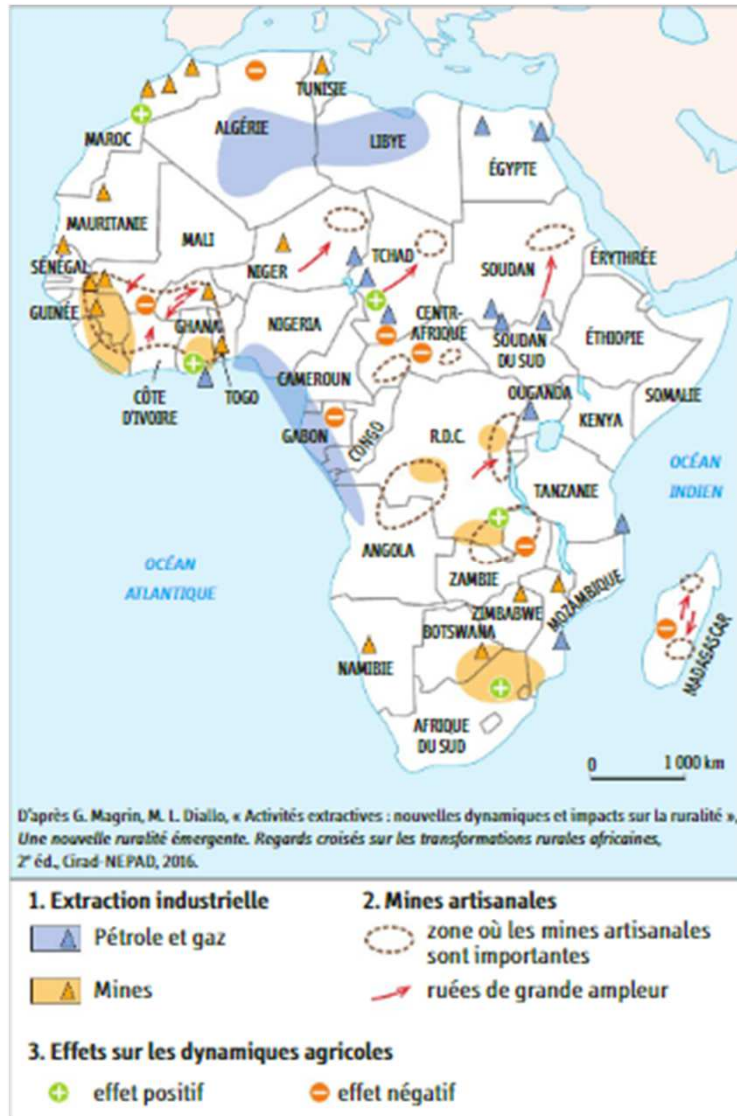 TUNISIE
MAROC
ALGÉRIE
LIBYE
ÉGYPTE
MAURITANIE
MALI
NIGER
TCHAD
SOUDAN
ÉRYTHRÉE
SÉNÉGAL
GUINÉE
GHANA
NIGERIA
CENTR-
AFRIQUE
SOUDAN
DU SUD
ÉTHIOPIE
CÔTE
D'IVOIRE
TOGO
CAMEROUN
OUGANDA
SOMALIE
GABON
CONGO
R.D.C.
KENYA
OCÉAN
INDIEN
TANZANIE
OCÉAN
ATLANTIQUE
ANGOLA
ZAMBIE
MOZAMBIQUE
ZIMBABWE
BOTSWANA
NAMIBIE
MADAGASCAR
AFRIQUE
DU SUD
0 1 000 km
D'après G. Magrin, M. L. Diallo, « Activités extractives : nouvelles dynamiques et impacts sur la ruralité »,
Une nouvelle ruralité émergente. Regards croisés sur les transformations rurales africaines,
2e éd., Cirad-NEPAD, 2016.
1. Extraction industrielle
Pétrole et gaz
Mines
2. Mines artisanales
zone où les mines artisanales
sont importantes
ruées de grande ampleur
3. Effets sur les dynamiques agricoles
effet positif
effet négatif